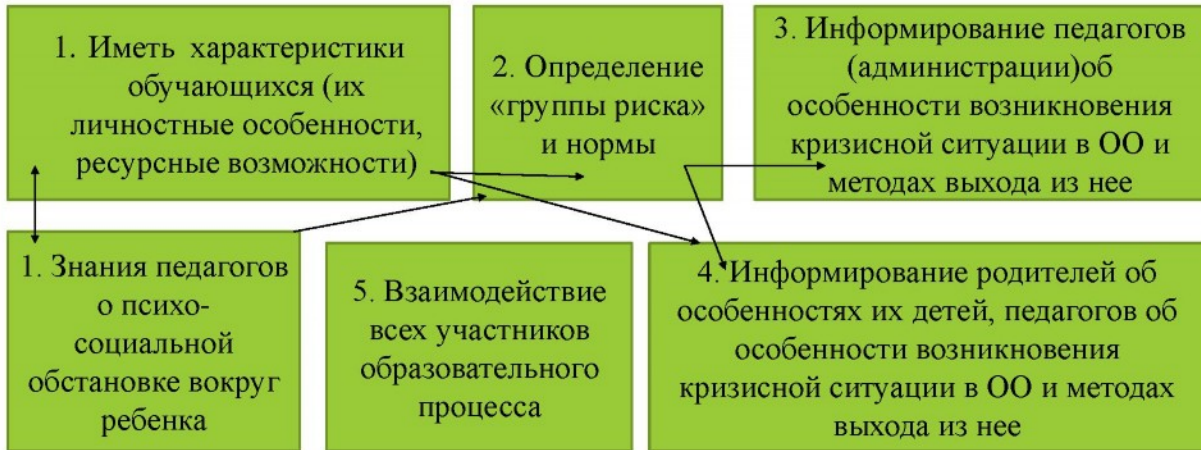 1. Иметь характеристики
обучающихся (их
личностные особенности,
ресурсные возможности)
2. Определение
«группы риска»
и нормы
3. Информирование педагогов
(администрации)об
особенности возникновения
кризисной ситуации в ОО и
методах выхода из нее
1. Знания педагогов
о психо-
социальной
обстановке вокруг
ребенка
5. Взаимодействие
всех участников
образовательного
процесса
4. Информирование родителей об
особенностях их детей, педагогов об
особенности возникновения
кризисной ситуации в ОО и методах
выхода из нее